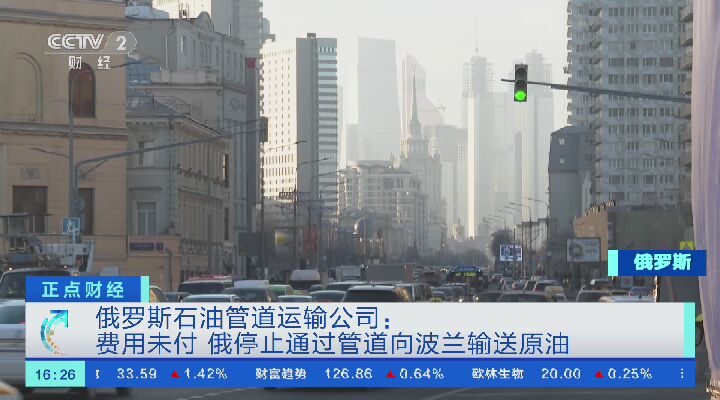 CCTV 2
财经
俄罗斯
正点财经
俄罗斯石油管道运输公司：
费用未付 俄停止通过管道向波兰输送原油
16:26 33.59 ▲1.42% 财富趋势 126.86 ▲0.64% 欧林生物 20.00 ▲0.25%